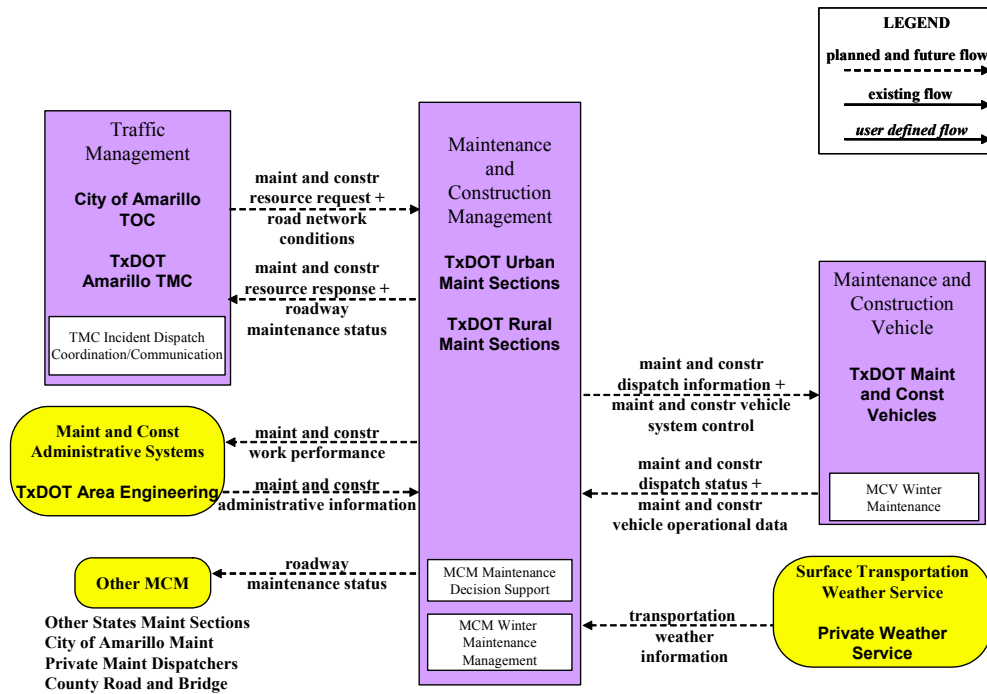 LEGEND
planned and future flow
existing flow
user defined flow
Traffic
Management
City of Amarillo
TOC
TxDOT
Amarillo TMC
TMC Incident Dispatch
Coordination/Communication
maint and constr
resource request +
road network
conditions
maint and constr
resource response +
roadway
maintenance status
Maintenance
and
Construction
Management
TxDOT Urban
Maint Sections
TxDOT Rural
Maint Sections
MCM Maintenance
Decision Support
MCM Winter
Maintenance
Management
maint and constr
dispatch information +
maint and constr vehicle
system control
maint and constr
dispatch status +
maint and constr
vehicle operational data
Maintenance and
Construction
Vehicle
TxDOT Maint
and Const
Vehicles
MCV Winter
Maintenance
Maint and Const
Administrative Systems
TxDOT Area Engineering
maint and constr
work performance
maint and constr
administrative information
Other MCM
roadway
maintenance status
Other States Maint Sections
City of Amarillo Maint
Private Maint Dispatchers
County Road and Bridge
transportation
weather
information
Surface Transportation
Weather Service
Private Weather
Service